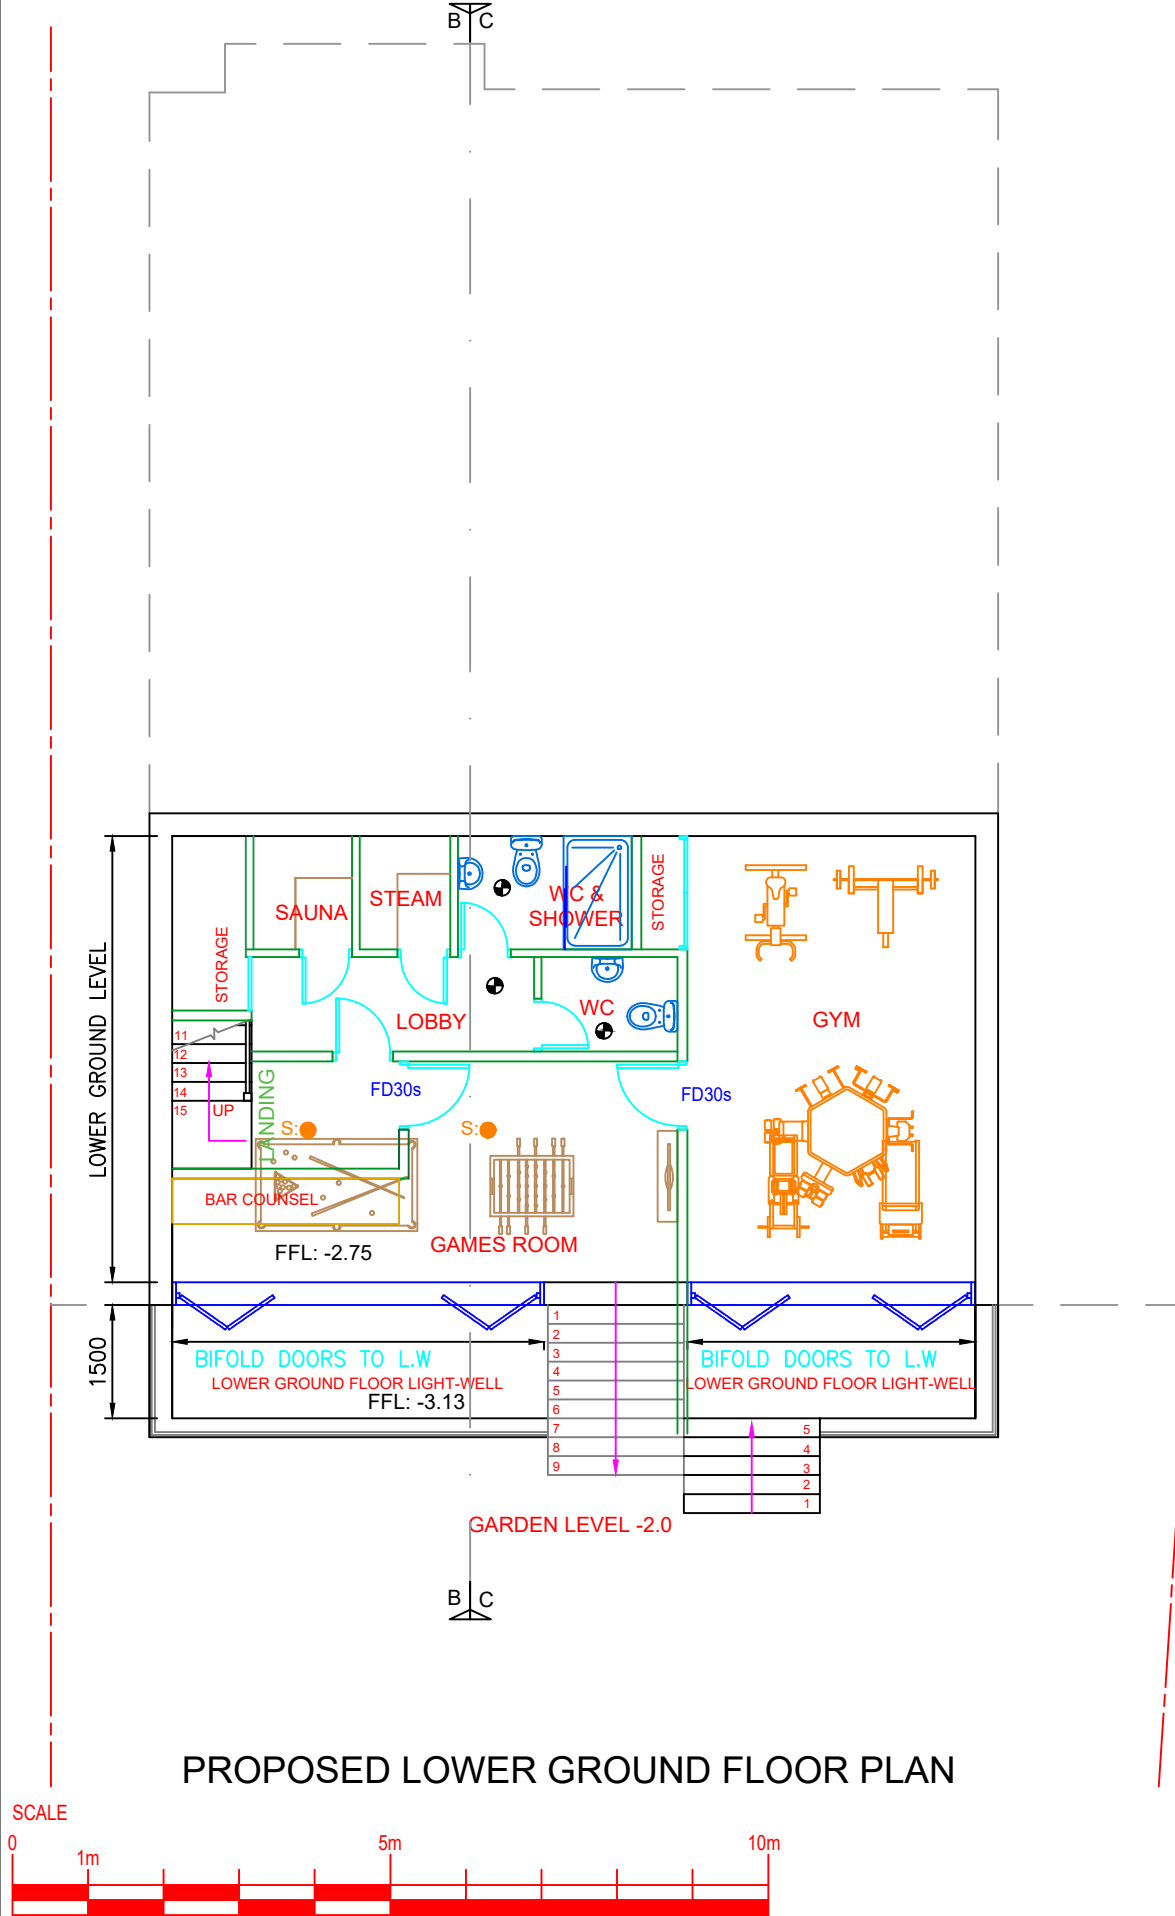 B C
SAUNA
STEAM
WC &
SHOWER
STORAGE
STORAGE
LOBBY
WC
GYM
LOWER GROUND LEVEL
11
12
13
14
15
UP
LANDING
FD30s
FD30s
S:
S:
BAR COUNSEL
GAMES ROOM
FFL: -2.75
1500
1
2
3
4
5
6
7
8
9
BIFOLD DOORS TO L.W
LOWER GROUND FLOOR LIGHT-WELL
FFL: -3.13
BIFOLD DOORS TO L.W
LOWER GROUND FLOOR LIGHT-WELL
5
4
3
2
1
GARDEN LEVEL -2.0
B C
PROPOSED LOWER GROUND FLOOR PLAN
SCALE
0
1m
5m
10m